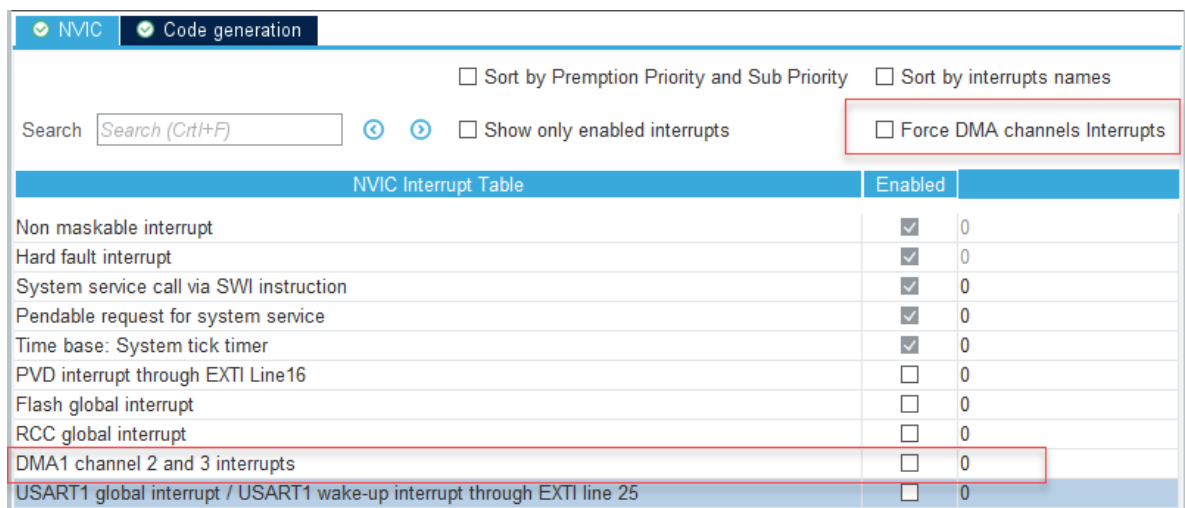 NVIC Code generation
Sort by Premption Priority and Sub Priority Sort by interrupts names
Search Search (Crtl+F) Show only enabled interrupts Force DMA channels Interrupts
NVIC Interrupt Table Enabled
Non maskable interrupt 0
Hard fault interrupt 0
System service call via SWI instruction 0
Pendable request for system service 0
Time base: System tick timer 0
PVD interrupt through EXTI Line16 0
Flash global interrupt 0
RCC global interrupt 0
DMA1 channel 2 and 3 interrupts 0
USART1 global interrupt / USART1 wake-up interrupt through EXTI line 25 0